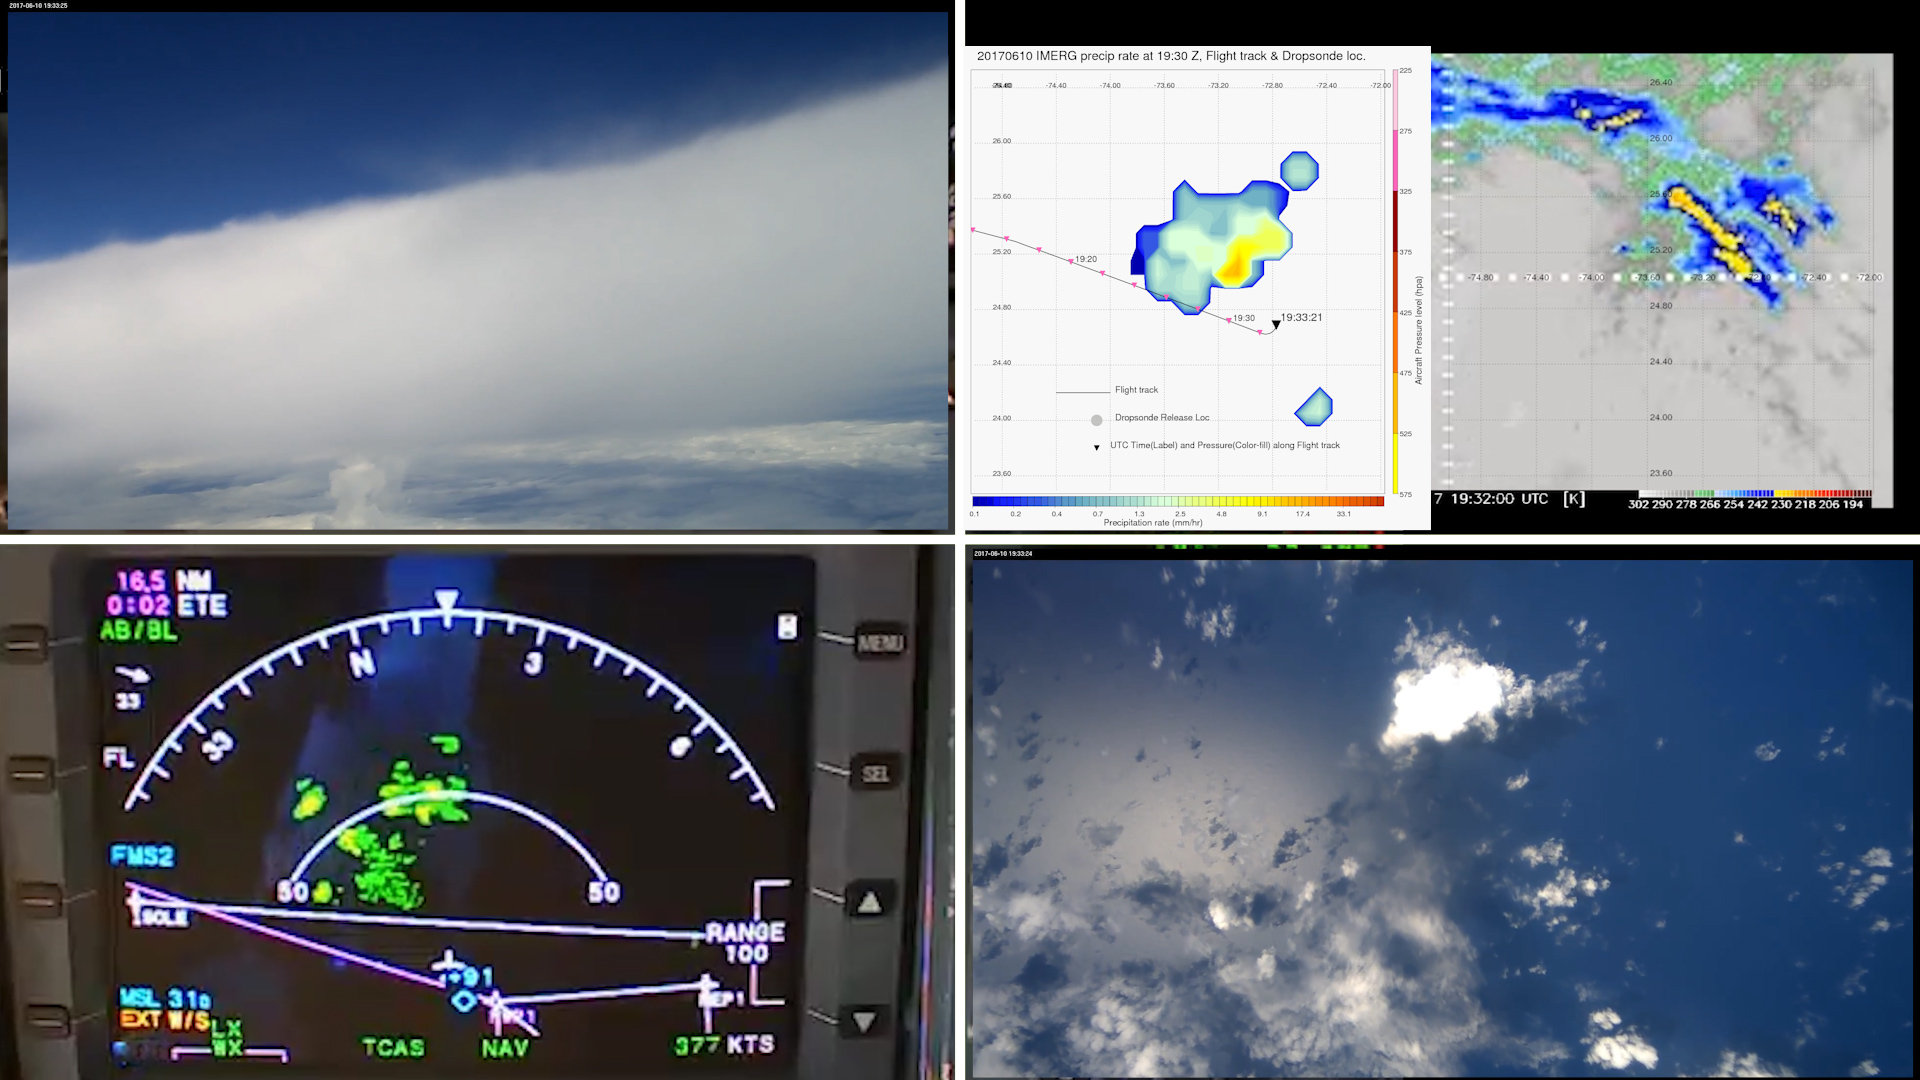 2017-06-10 19:33:25
20170610 IMERG precip rate at 19:30 Z, Flight track & Dropsonde loc.
-74.40 -74.00 -73.60 -73.20 -72.80 -72.40 -72.00
26.00
25.60
25.20
24.80
24.40
24.00
23.60
19:20
19:30
19:33:21
Flight track
Dropsonde Release Loc
UTC Time(Label) and Pressure(Color-fill) along Flight track
0.1 0.2 0.4 0.7 1.3 2.5 4.8 9.1 17.4 33.1
Precipitation rate (mm/hr)
225
275
325
375
425
475
525
575
Aircraft Pressure level (hpa)
26.40
26.00
25.60
25.20
-74.80 -74.40 -74.00 -73.60 -73.20 -72.80 -72.40 -72.00
24.80
24.40
24.00
23.60
7 19:32:00 UTC [K]
302 290 278 266 254 242 230 218 206 194
16.5 NM
0:02 ETE
AB/BL
33
FL
FMS2
N
3
33
6
50 50
MENU
SEL
ISOLE
RANGE
100
+91
MSL 31
EXT W/S
LX
WX
TCAS
NAV
377 KTS
2017-06-10 19:33:24